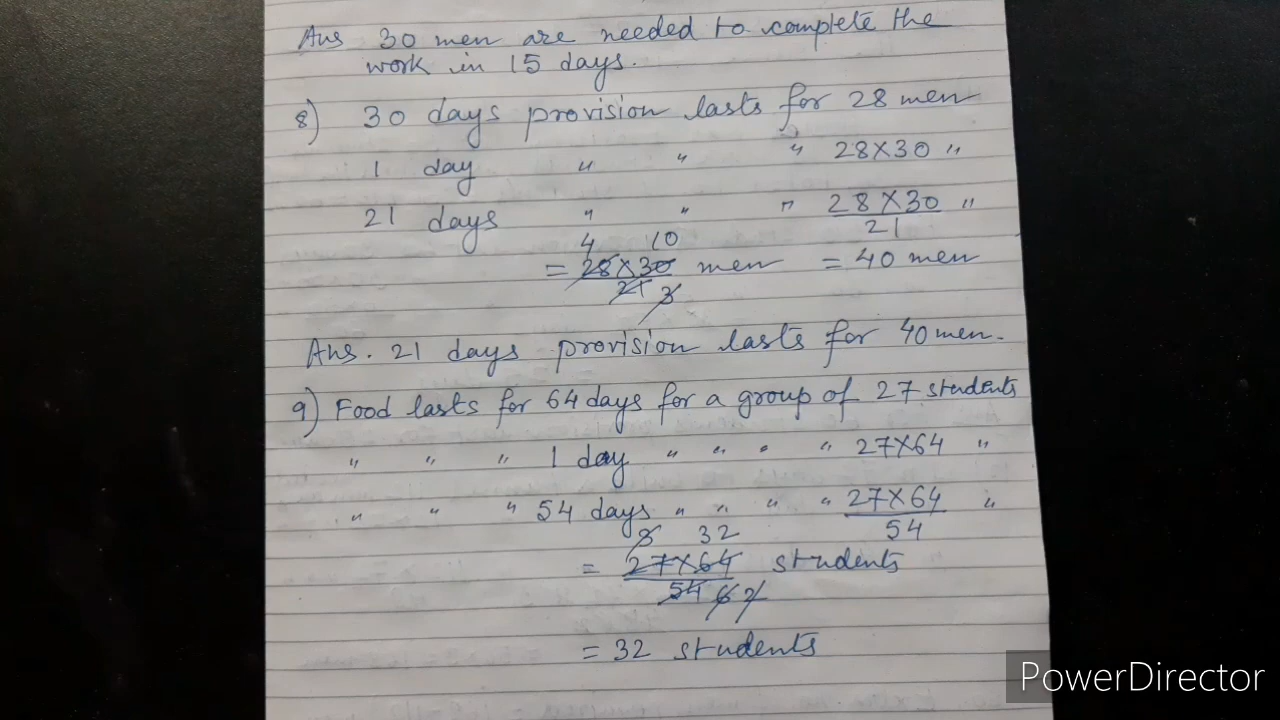 Ans 30 men are needed to complete the
work in 15 days.
8) 30 days provision lasts for 28 men
1 day " " " 28×30 "
21 days " " " 28×30 "
21
4 10
= 28×30 men = 40 men
21 3
Ans. 21 days provision lasts for 40 men.
9) Food lasts for 64 days for a group of 27 students
" " " 1 day " " " " 27×64 "
" " " 54 days " " " " 27×64 "
54
3 32
= 27×64 students
54 6 2
= 32 students
PowerDirector